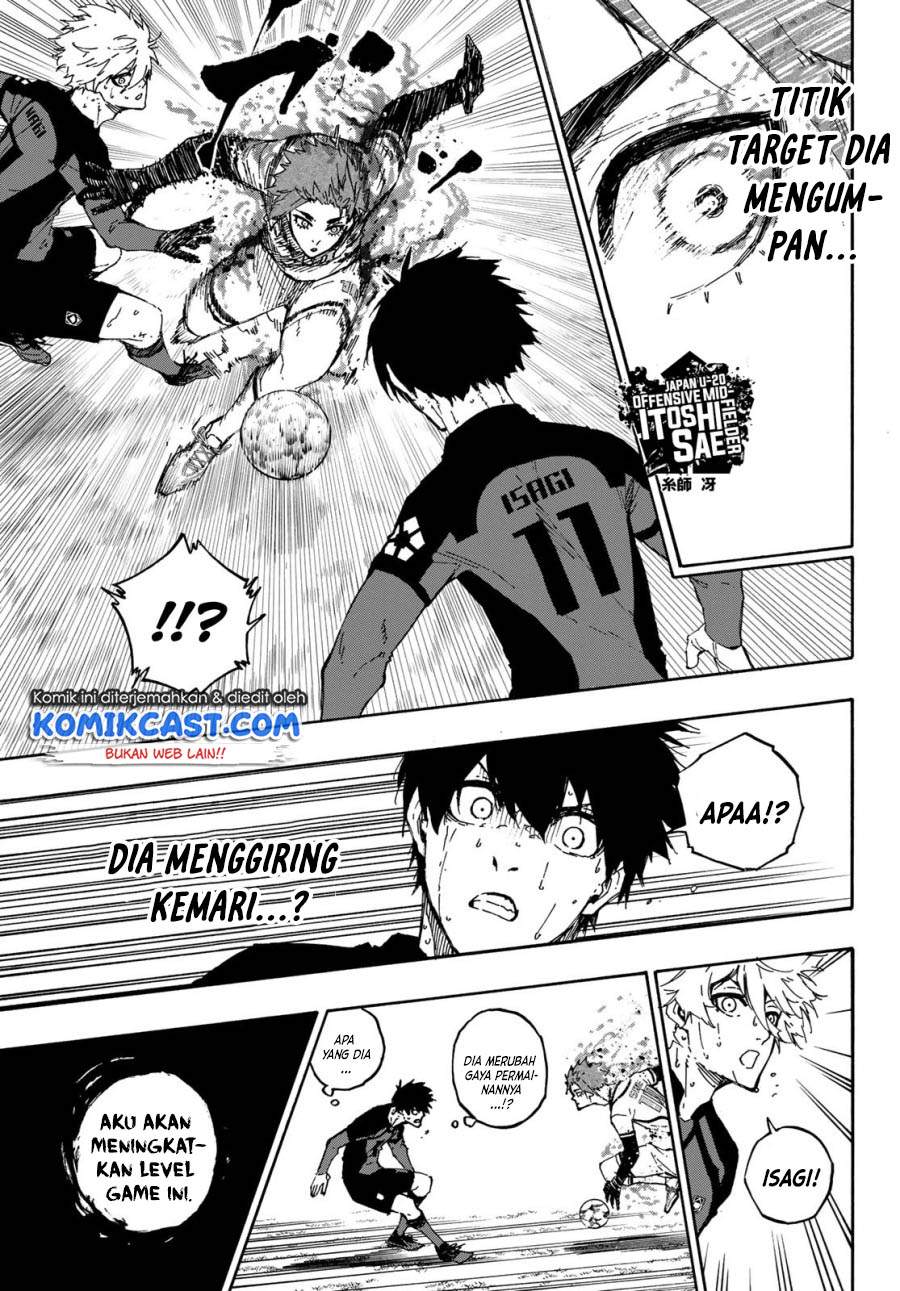 TITIK
TARGET DIA
MENGUM-
PAN...
JAPAN U-20
OFFENSIVE MID-
FIELDER
ITOSHI
SAE
糸師 冴
ISAGI
11
!!?
Komik ini diterjemahkan & diedit oleh
KOMIKCAST.COM
BUKAN WEB LAIN!!
APAA!?
DIA MENGGIRING
KEMARI...?
ISAGI!
DIA MERUBAH
GAYA PERMAI-
NANNYA
...!?
APA
YANG DIA
...
AKU AKAN
MENINGKAT-
KAN LEVEL
GAME INI.